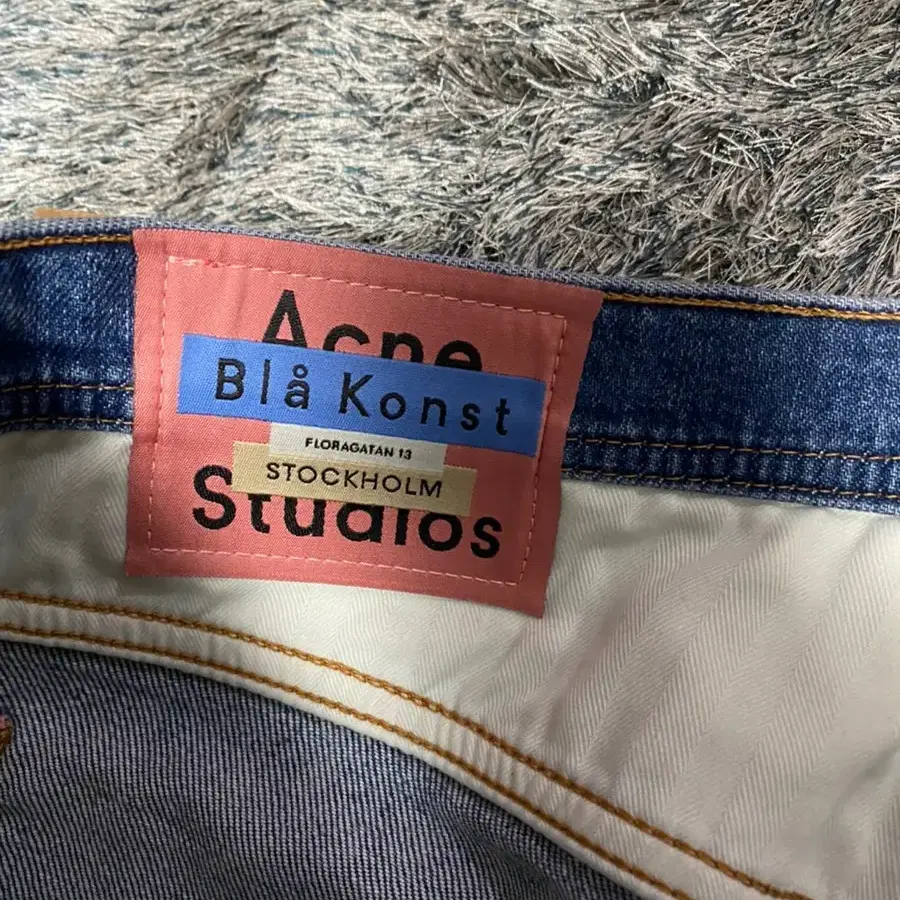 Acne
Blå Konst
FLORAGATAN 13
STOCKHOLM
Studios